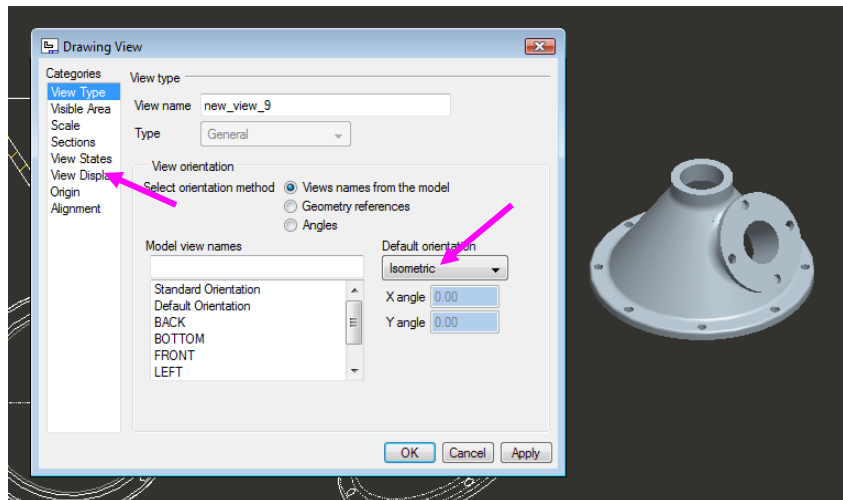 Drawing View
Categories
View Type
Visible Area
Scale
Sections
View States
View Display
Origin
Alignment
View type
View name new_view_9
Type General
View orientation
Select orientation method Views names from the model
Geometry references
Angles
Model view names
Standard Orientation
Default Orientation
BACK
BOTTOM
FRONT
LEFT
Default orientation
Isometric
X angle 0.00
Y angle 0.00
OK Cancel Apply